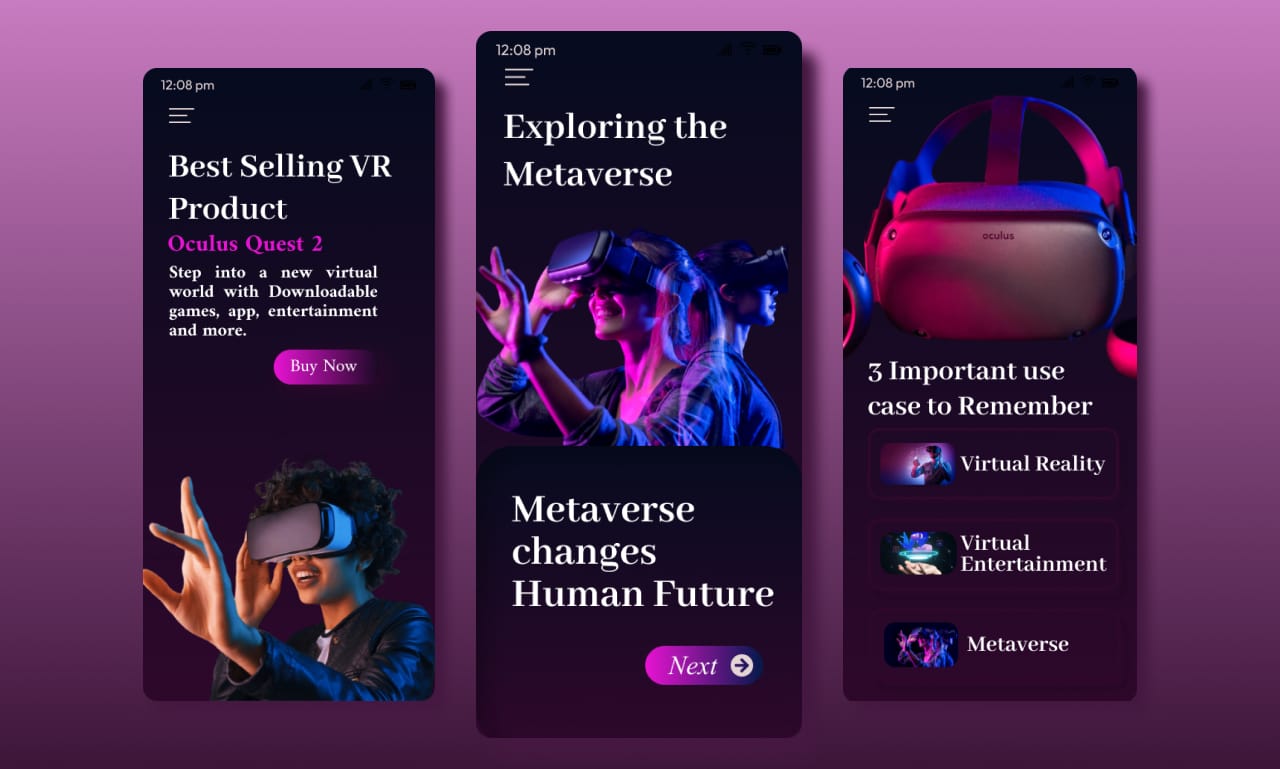 12:08 pm
Best Selling VR
Product
Oculus Quest 2
Step into a new virtual
world with Downloadable
games, app, entertainment
and more.
Buy Now
12:08 pm
Exploring the
Metaverse
Metaverse
changes
Human Future
Next
12:08 pm
oculus
3 Important use
case to Remember
Virtual Reality
Virtual
Entertainment
Metaverse